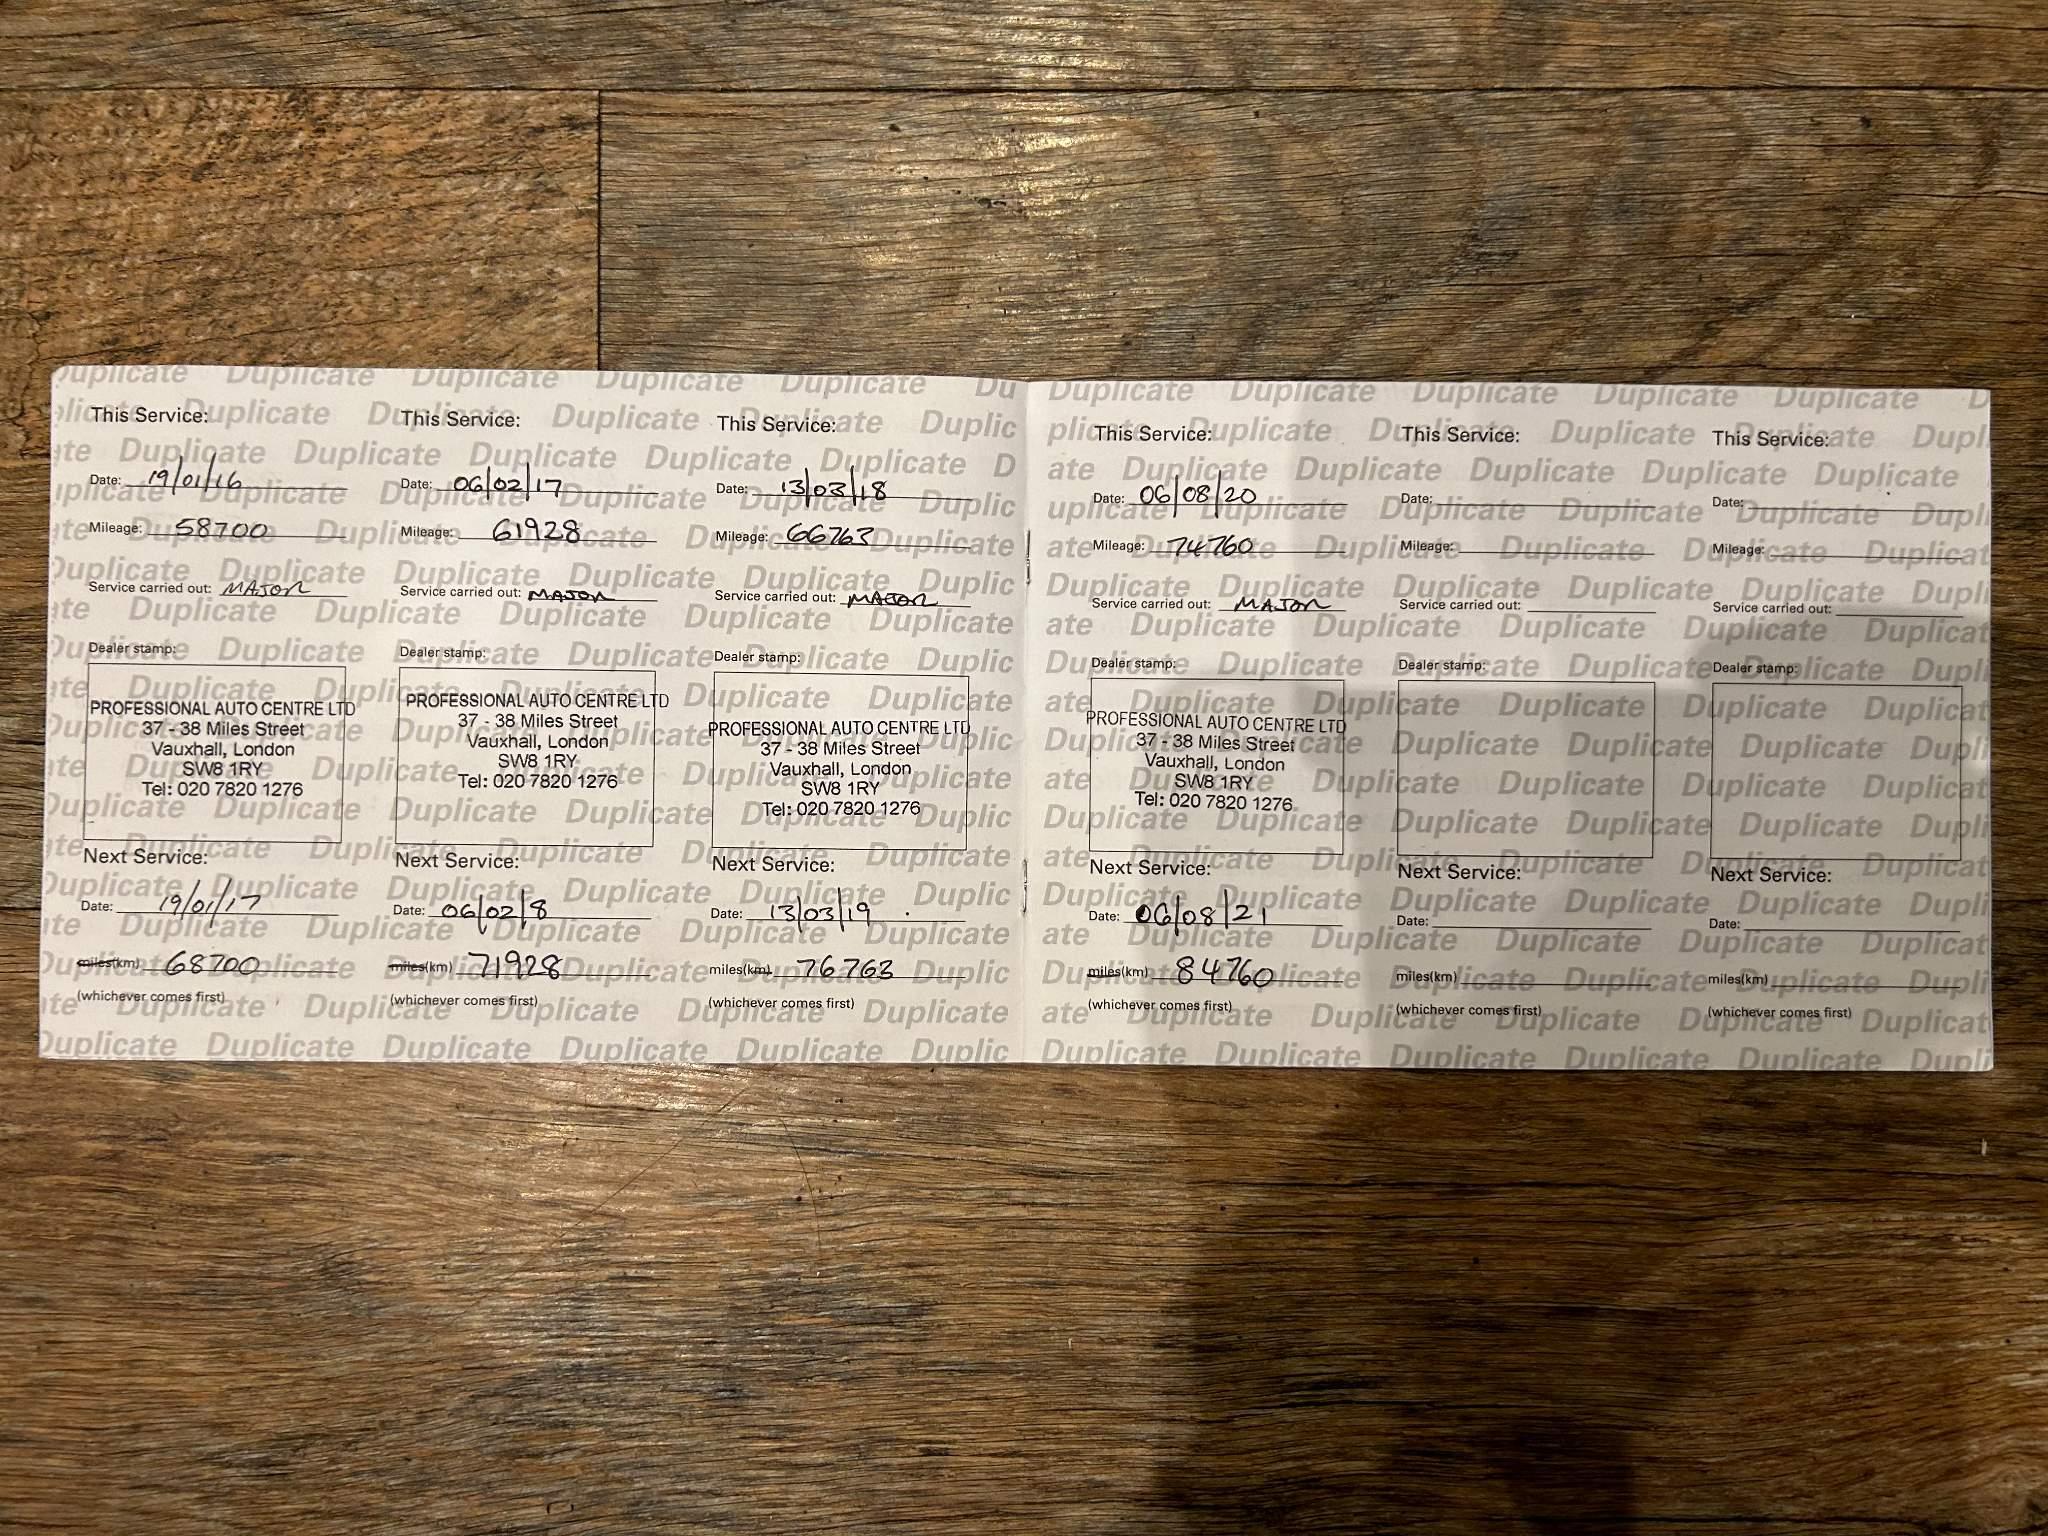 This Service:
Date: 19/01/16
Mileage: 58700
Service carried out: MAJOR
Dealer stamp:
PROFESSIONAL AUTO CENTRE LTD
37 - 38 Miles Street
Vauxhall, London
SW8 1RY
Tel: 020 7820 1276
Next Service:
Date: 19/01/17
miles(km) 68700
(whichever comes first)
This Service:
Date: 06/02/17
Mileage: 61928
Service carried out: MAJOR
Dealer stamp:
PROFESSIONAL AUTO CENTRE LTD
37 - 38 Miles Street
Vauxhall, London
SW8 1RY
Tel: 020 7820 1276
Next Service:
Date: 06/02/8
miles(km) 71928
(whichever comes first)
This Service:
Date: 13/03/18
Mileage: 66763
Service carried out: MAJOR
Dealer stamp:
PROFESSIONAL AUTO CENTRE LTD
37 - 38 Miles Street
Vauxhall, London
SW8 1RY
Tel: 020 7820 1276
Next Service:
Date: 13/03/19
miles(km) 76763
(whichever comes first)
This Service:
Date: 06/08/20
Mileage: 74760
Service carried out: MAJOR
Dealer stamp:
PROFESSIONAL AUTO CENTRE LTD
37 - 38 Miles Street
Vauxhall, London
SW8 1RY
Tel: 020 7820 1276
Next Service:
Date: 06/08/21
miles(km) 84760
(whichever comes first)
This Service:
Date:
Mileage:
Service carried out:
Dealer stamp:
Next Service:
Date:
miles(km)
(whichever comes first)
This Service:
Date:
Mileage:
Service carried out:
Dealer stamp:
Next Service:
Date:
miles(km)
(whichever comes first)
Duplicate